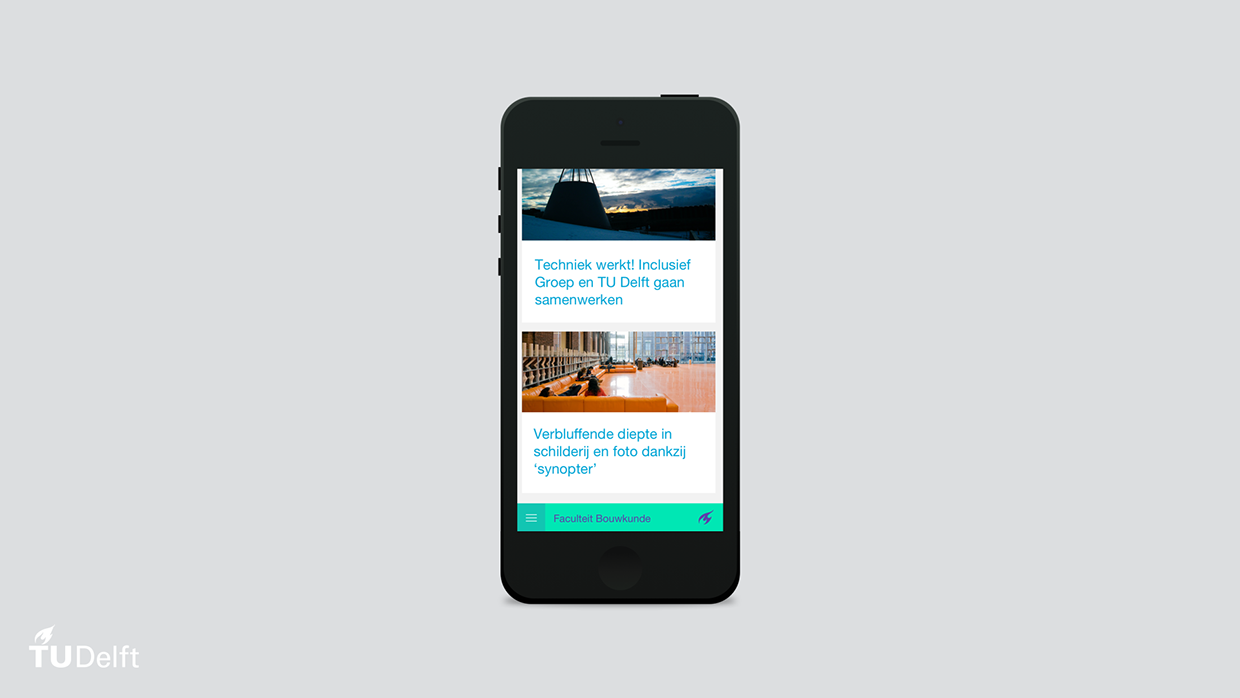 Techniek werkt! Inclusief
Groep en TU Delft gaan
samenwerken
Verbluffende diepte in
schilderij en foto dankzij
‘synopter’
Faculteit Bouwkunde
TUDelft